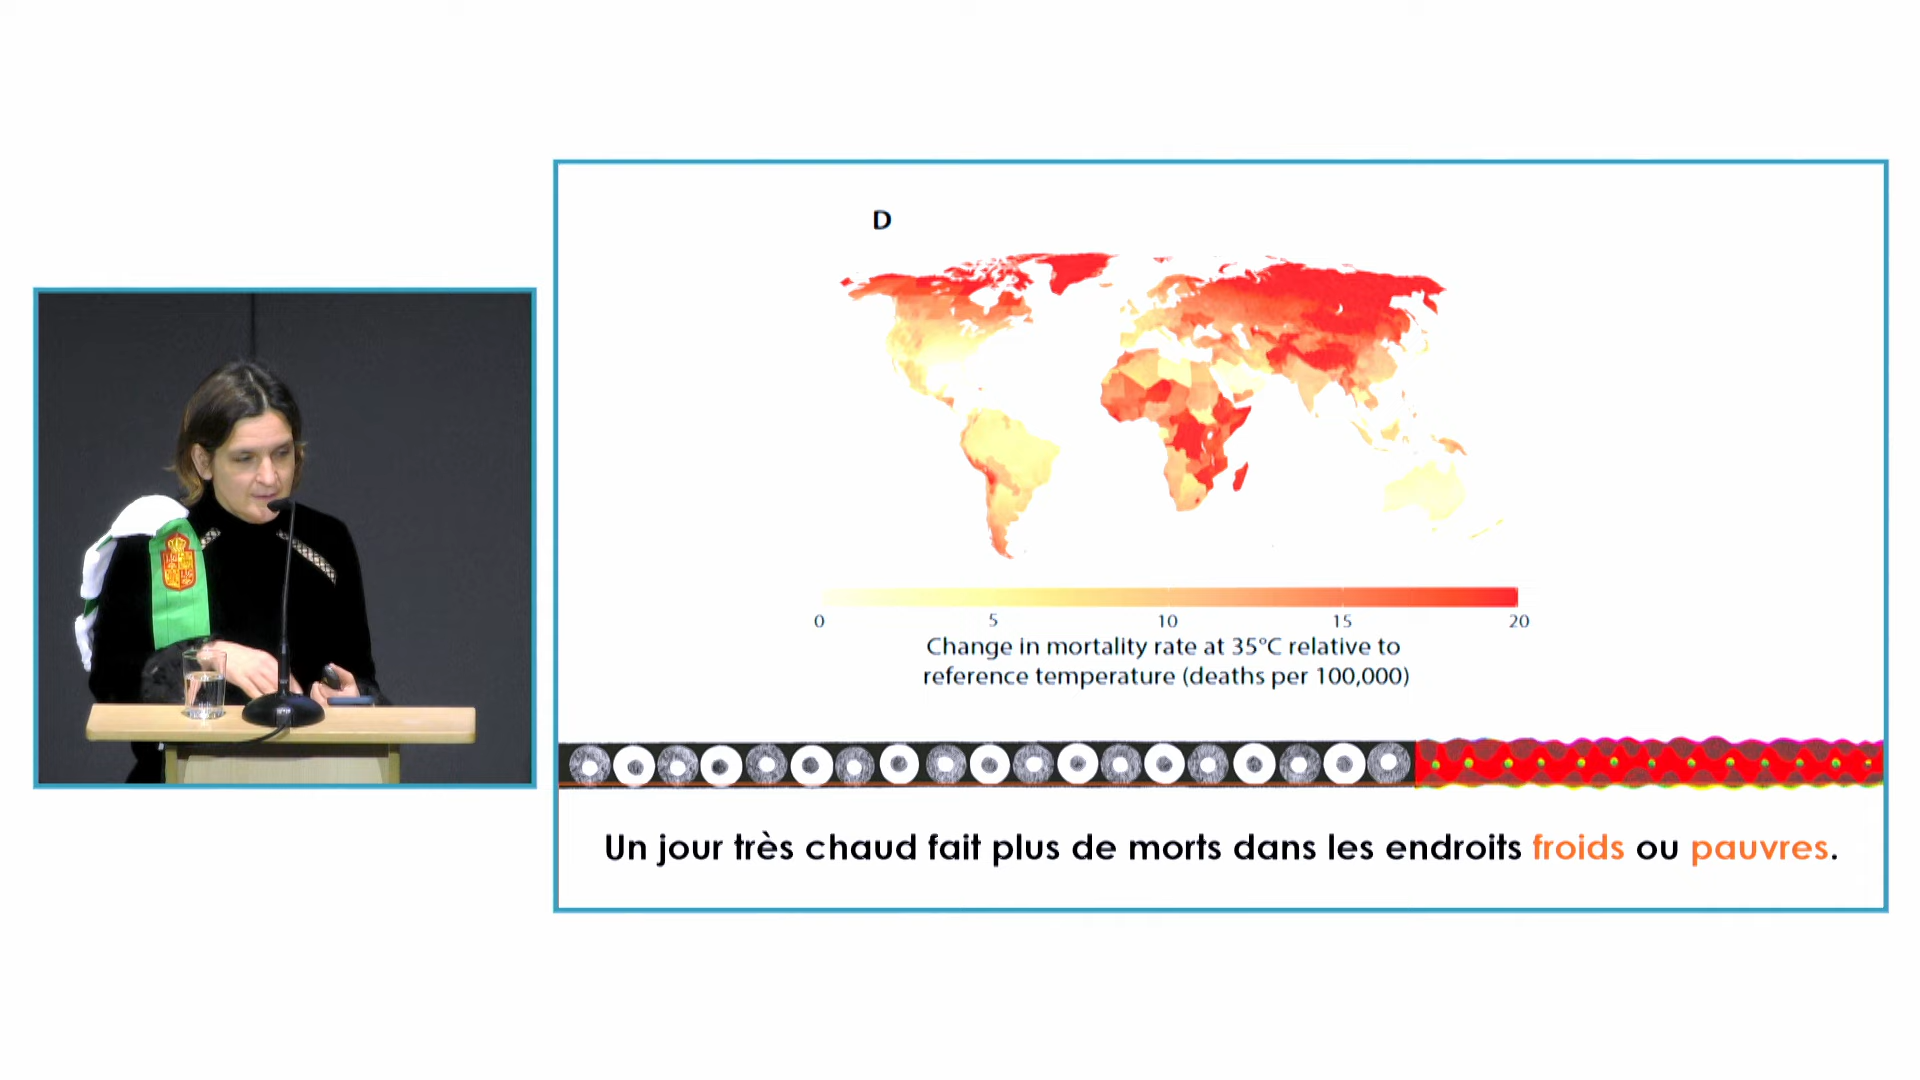 D
0 5 10 15 20
Change in mortality rate at 35°C relative to
reference temperature (deaths per 100,000)
Un jour très chaud fait plus de morts dans les endroits froids ou pauvres.